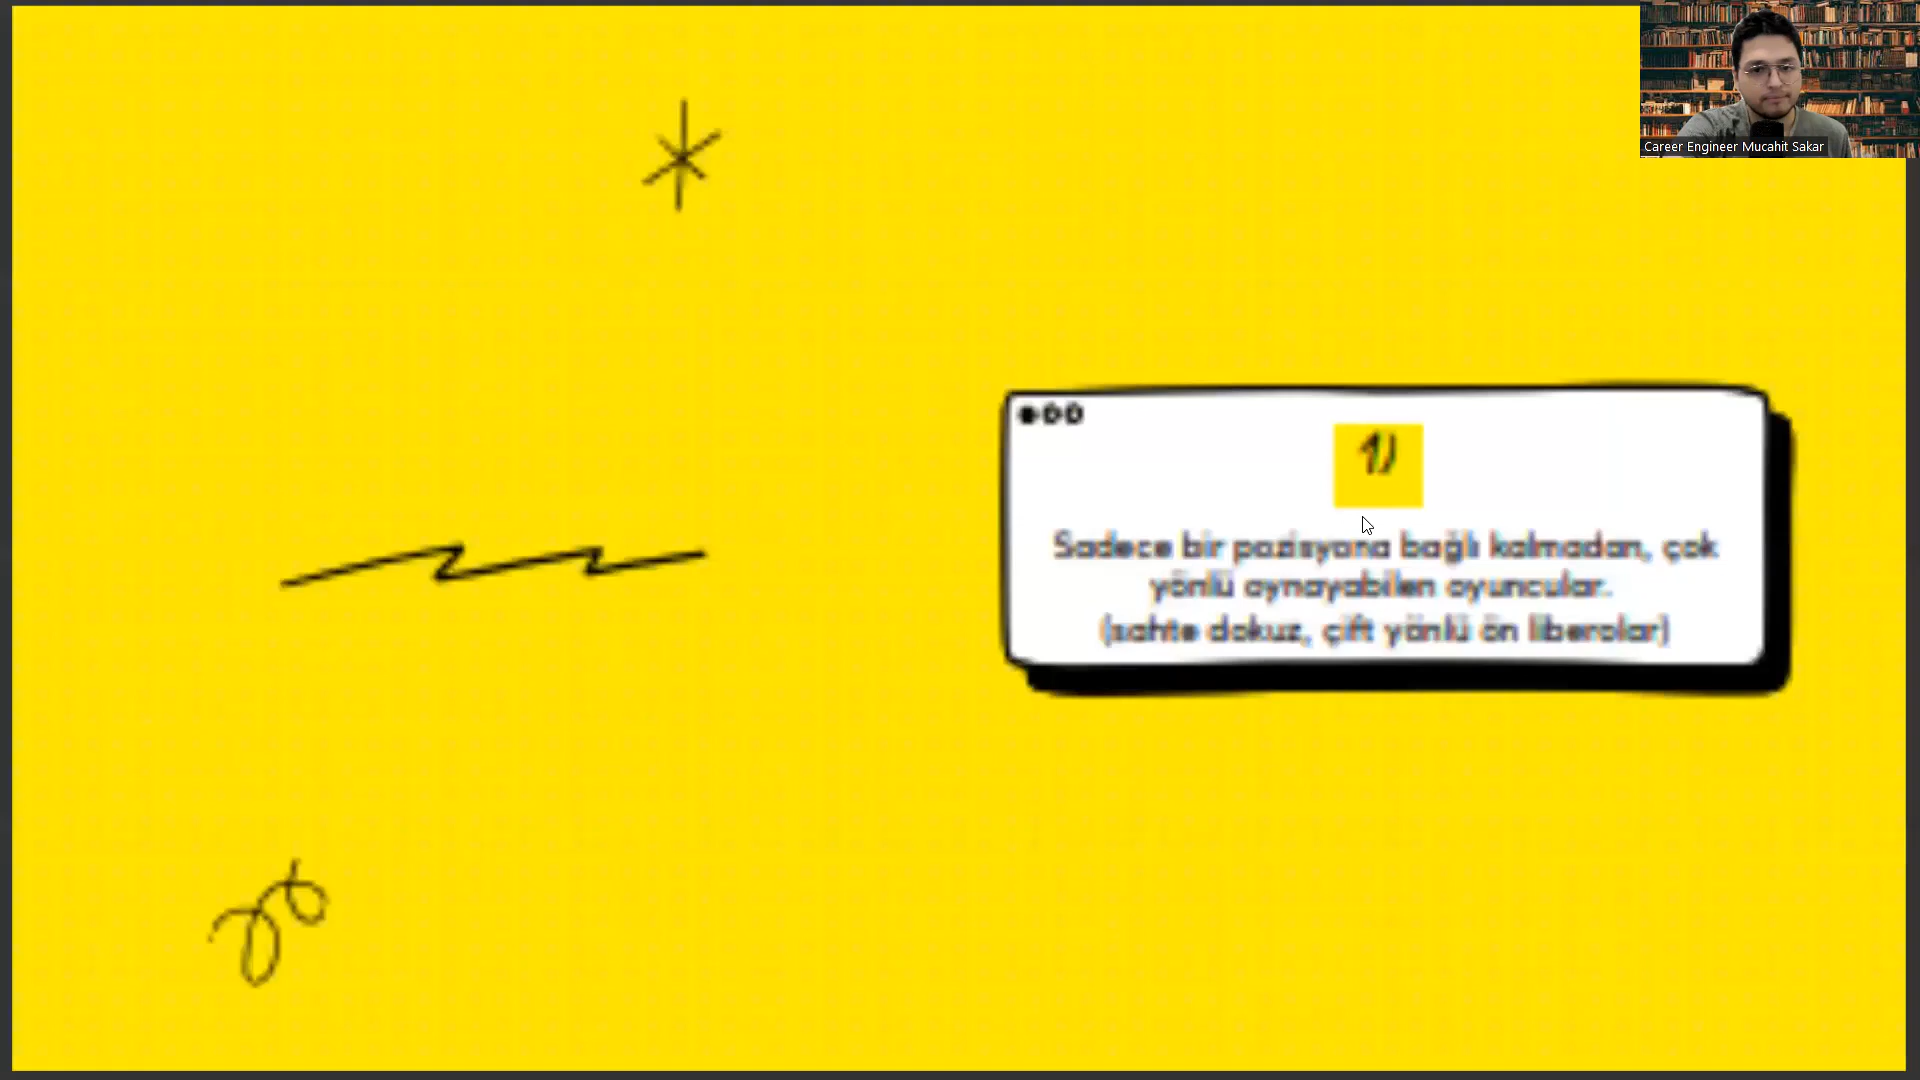 Career Engineer Mucahit Sakar
1)
Sadece bir pozisyona bağlı kalmadan, çok
yönlü oynayabilen oyuncular.
(sahte dokuz, çift yönlü ön liberolar)